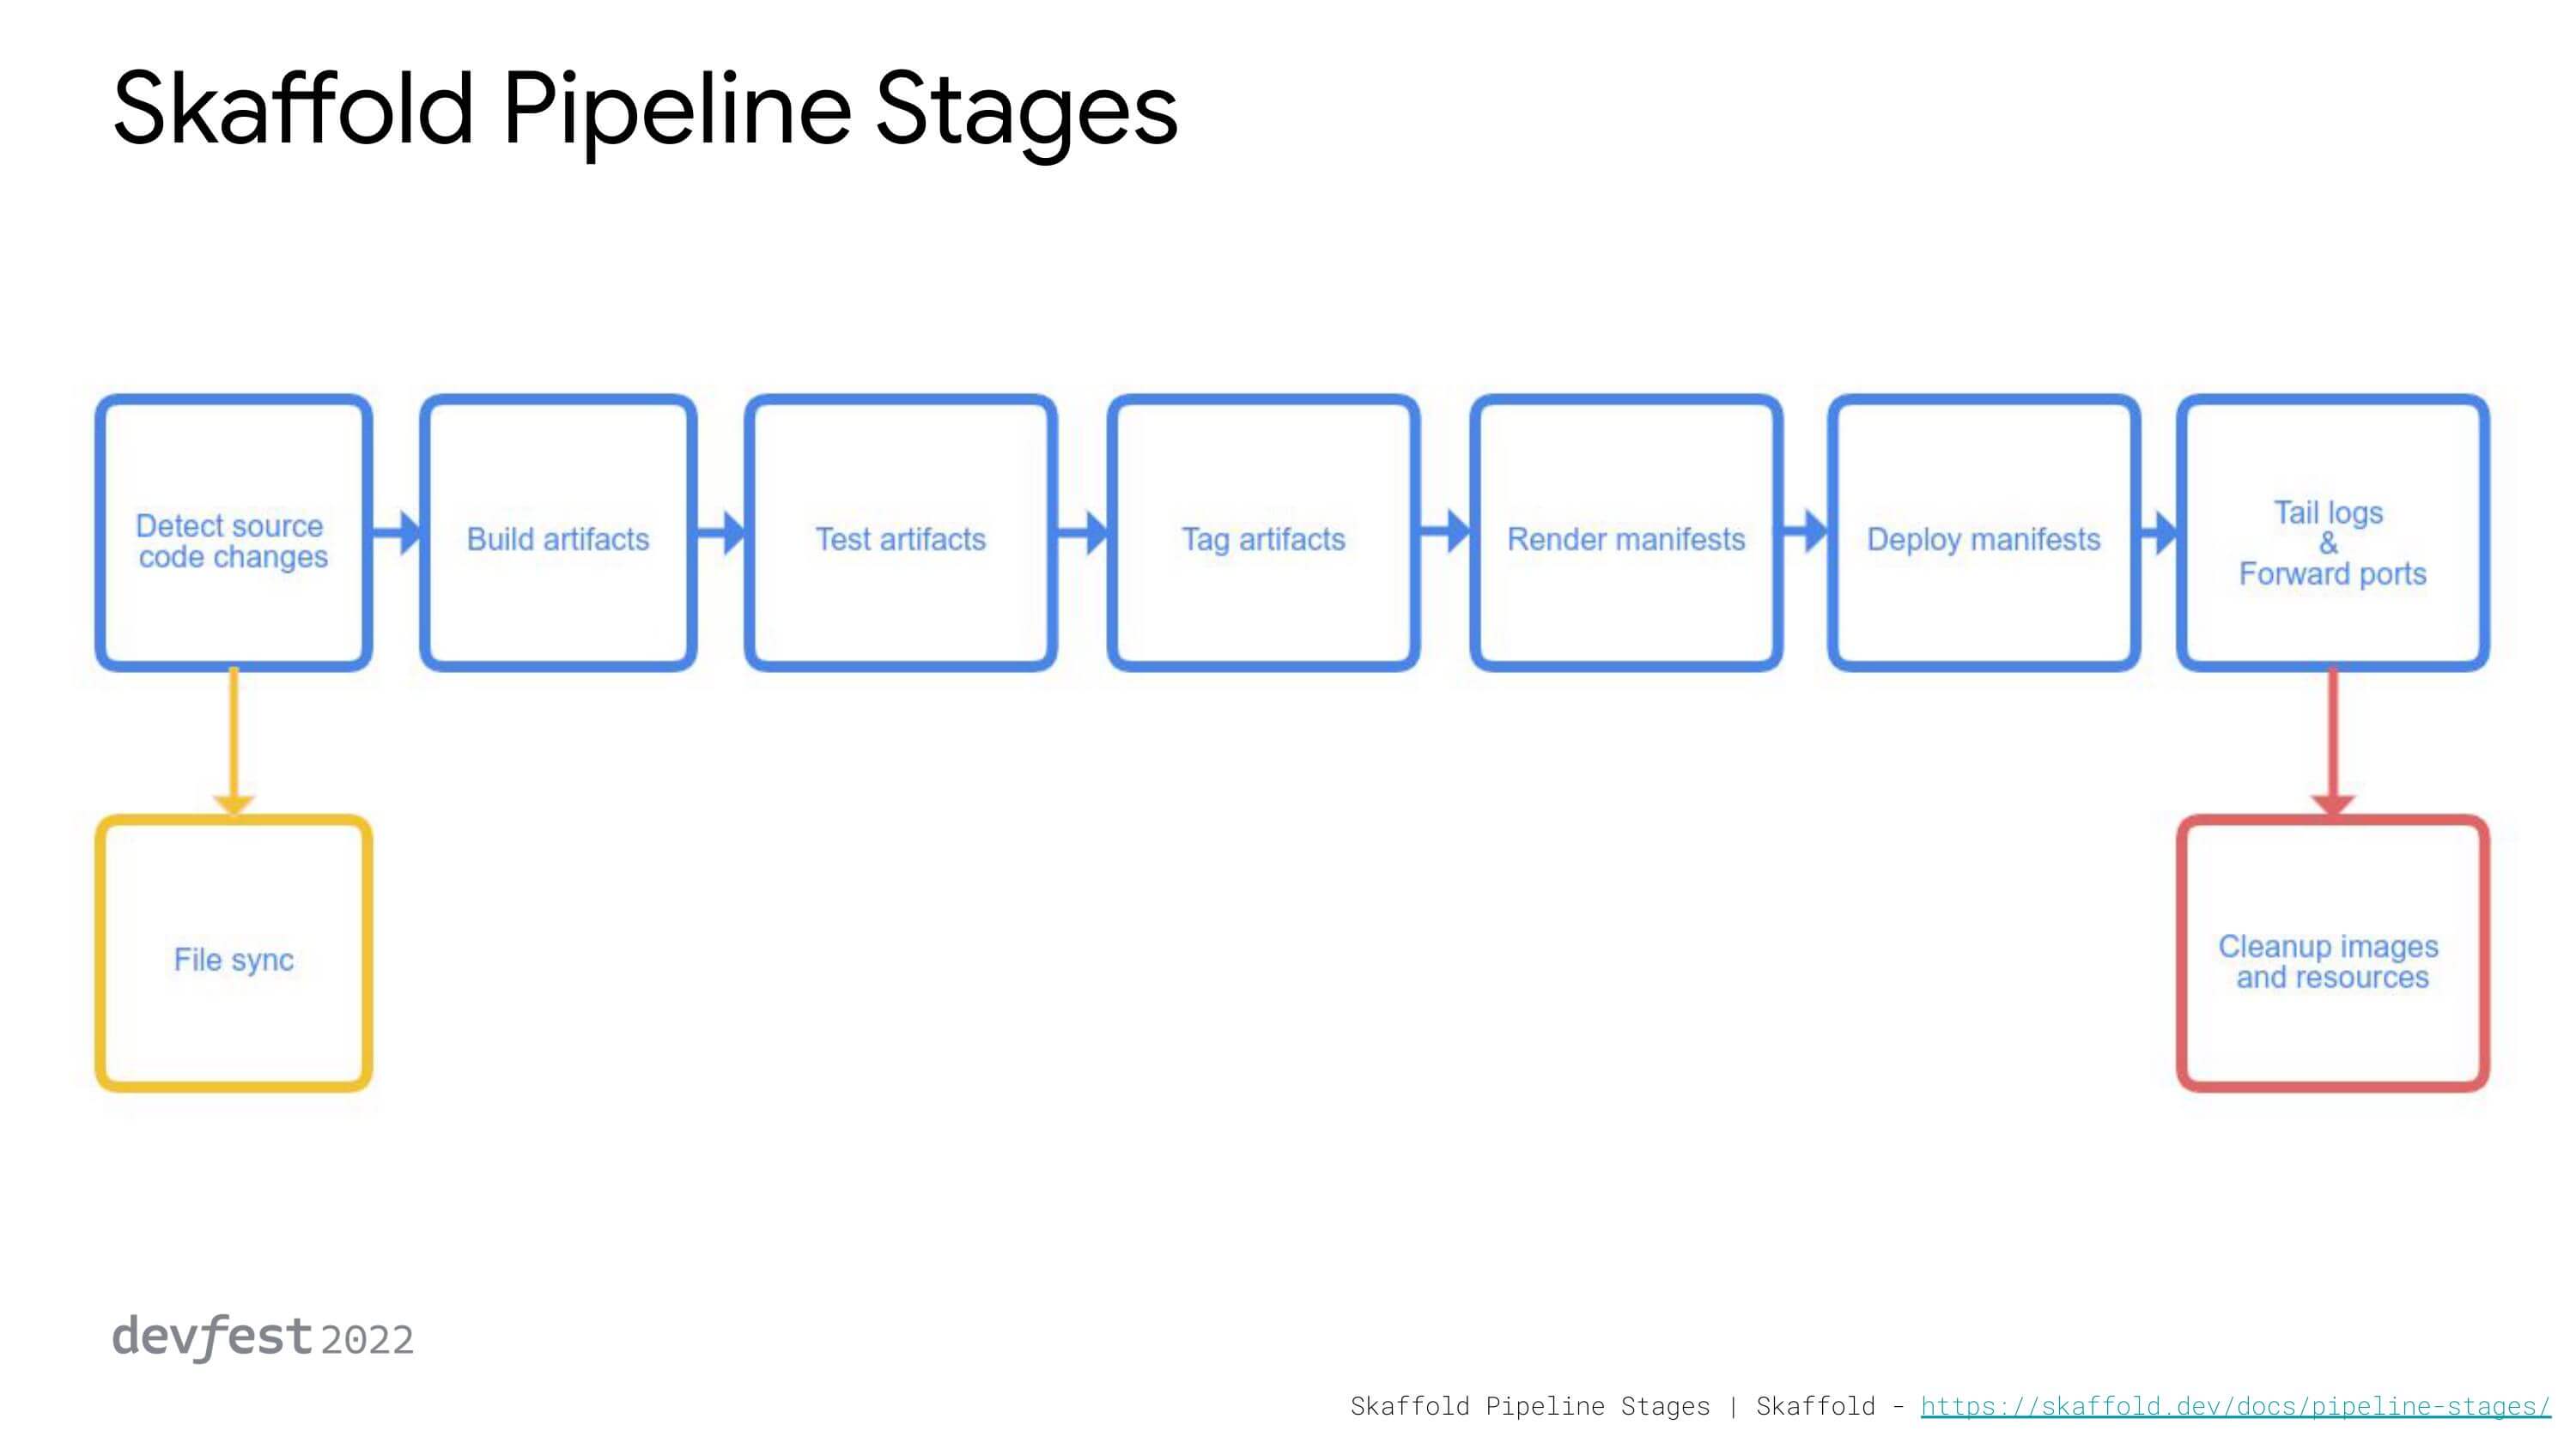 Skaffold Pipeline Stages
Detect source
code changes
Build artifacts
Test artifacts
Tag artifacts
Render manifests
Deploy manifests
Tail logs
&
Forward ports
File sync
Cleanup images
and resources
devfest 2022
Skaffold Pipeline Stages | Skaffold - https://skaffold.dev/docs/pipeline-stages/